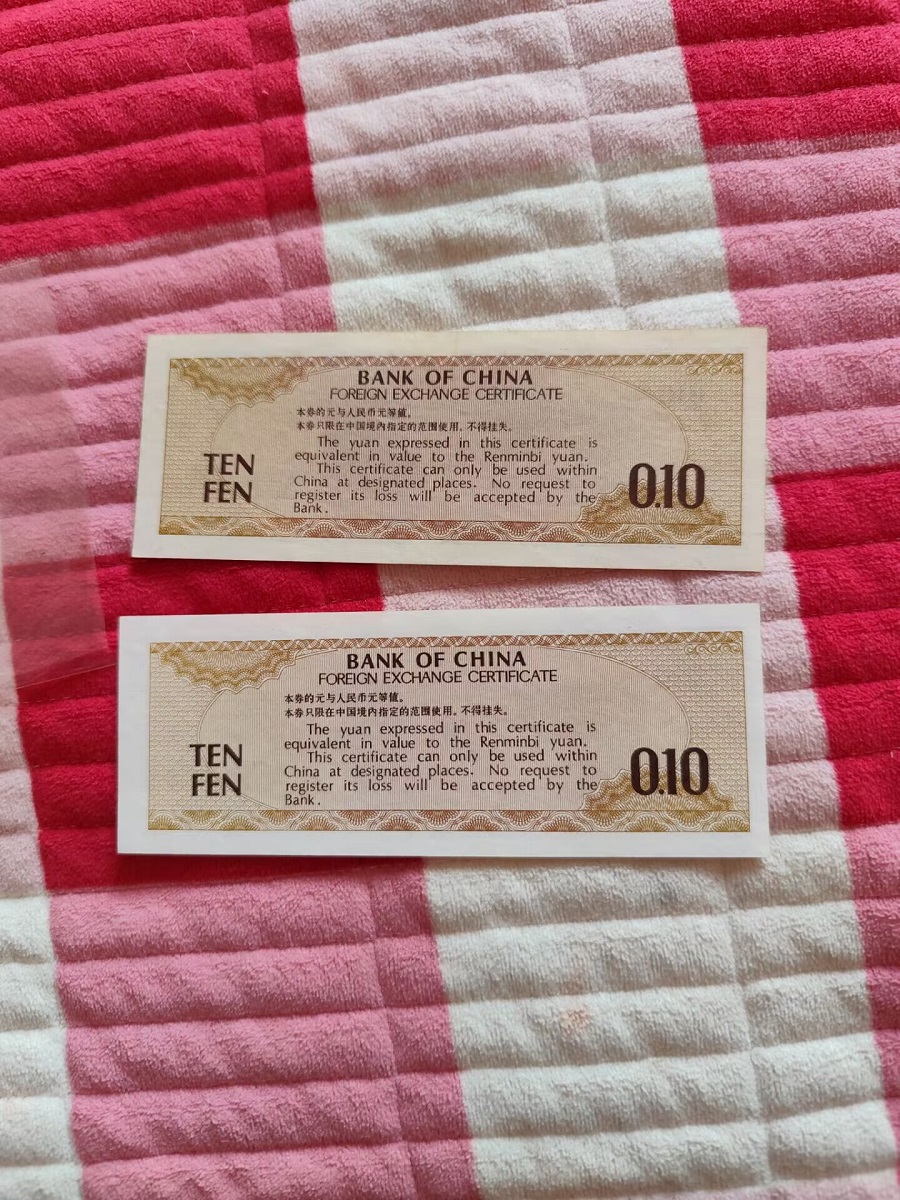 BANK OF CHINA
FOREIGN EXCHANGE CERTIFICATE
本券的元与人民币元等值。
本券只限在中国境内指定的范围使用。不得挂失。
The yuan expressed in this certificate is
equivalent in value to the Renminbi yuan.
This certificate can only be used within
China at designated places. No request to
register its loss will be accepted by the
Bank.
TEN
FEN
0.10
BANK OF CHINA
FOREIGN EXCHANGE CERTIFICATE
本券的元与人民币元等值。
本券只限在中国境内指定的范围使用。不得挂失。
The yuan expressed in this certificate is
equivalent in value to the Renminbi yuan.
This certificate can only be used within
China at designated places. No request to
register its loss will be accepted by the
Bank.
TEN
FEN
0.10